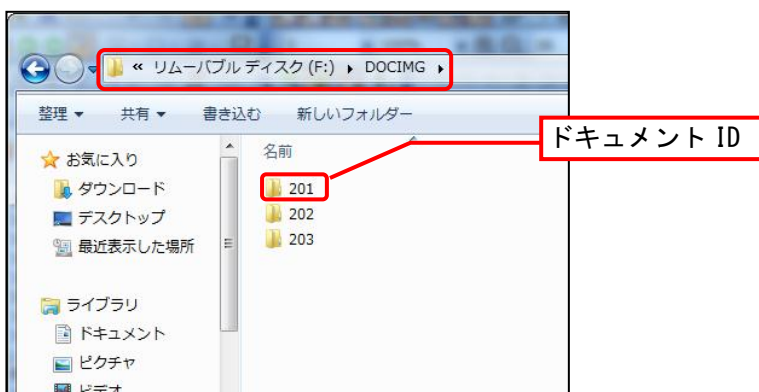 « リムーバブル ディスク (F:) ▸ DOCIMG ▸
整理 ▼ 共有 ▼ 書き込む 新しいフォルダー
ドキュメント ID
お気に入り
ダウンロード
デスクトップ
最近表示した場所
ライブラリ
ドキュメント
ピクチャ
ビデオ
名前
201
202
203